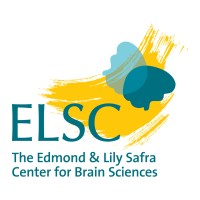 ELSC
The Edmond & Lily Safra
Center for Brain Sciences